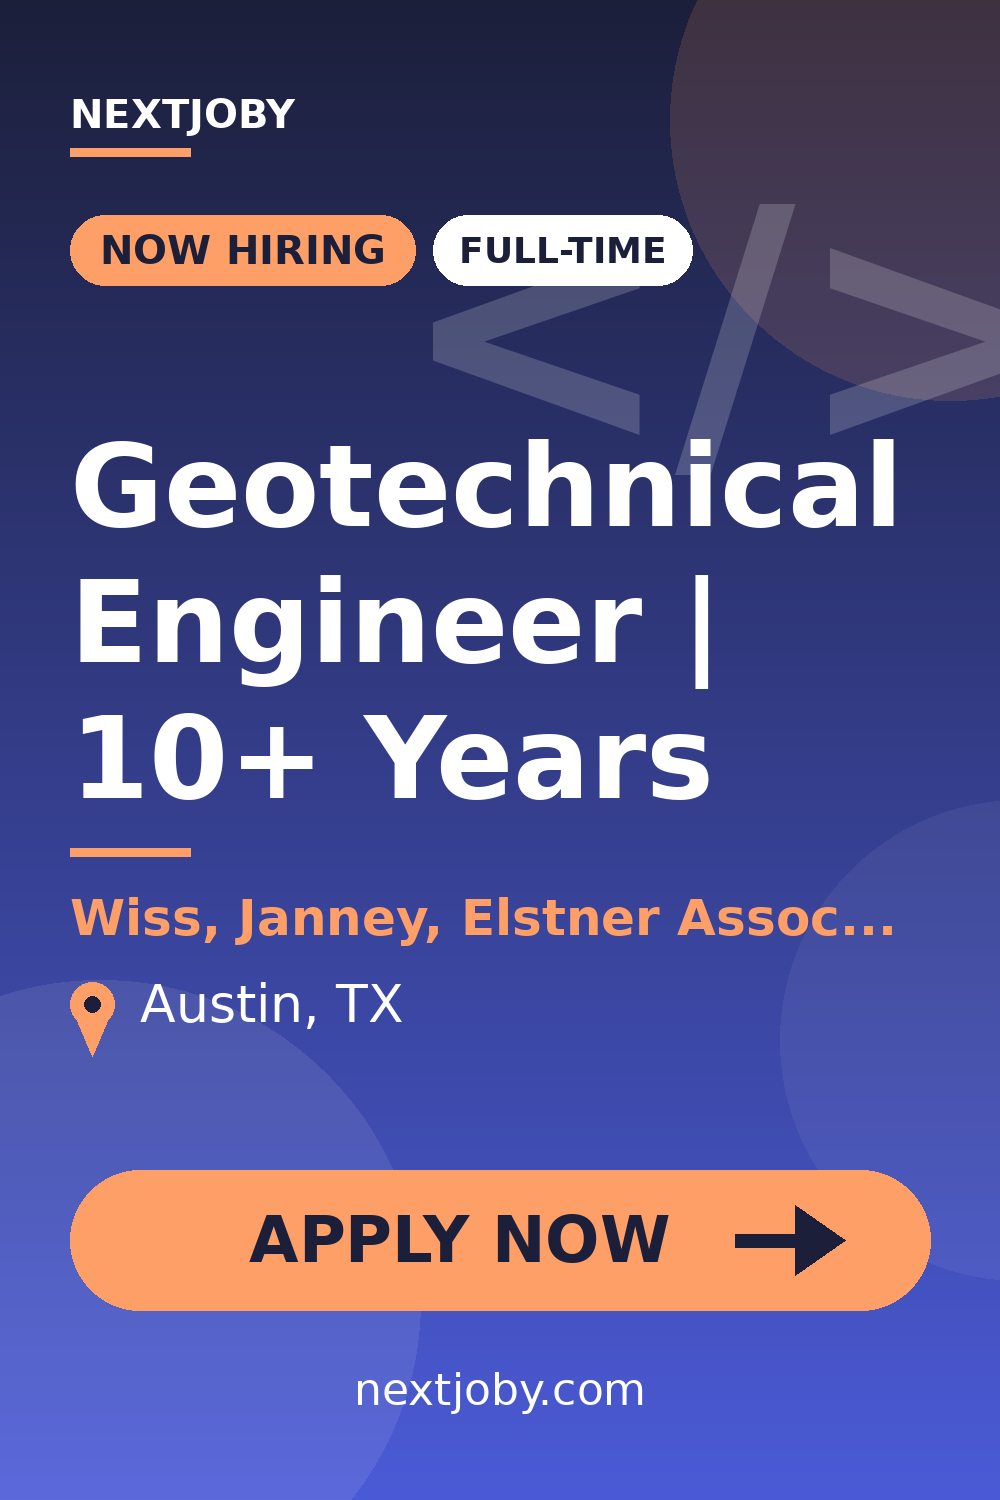 NEXTJOBY
NOW HIRING FULL-TIME
</>
Geotechnical
Engineer |
10+ Years
Wiss, Janney, Elstner Assoc...
Austin, TX
APPLY NOW
nextjoby.com